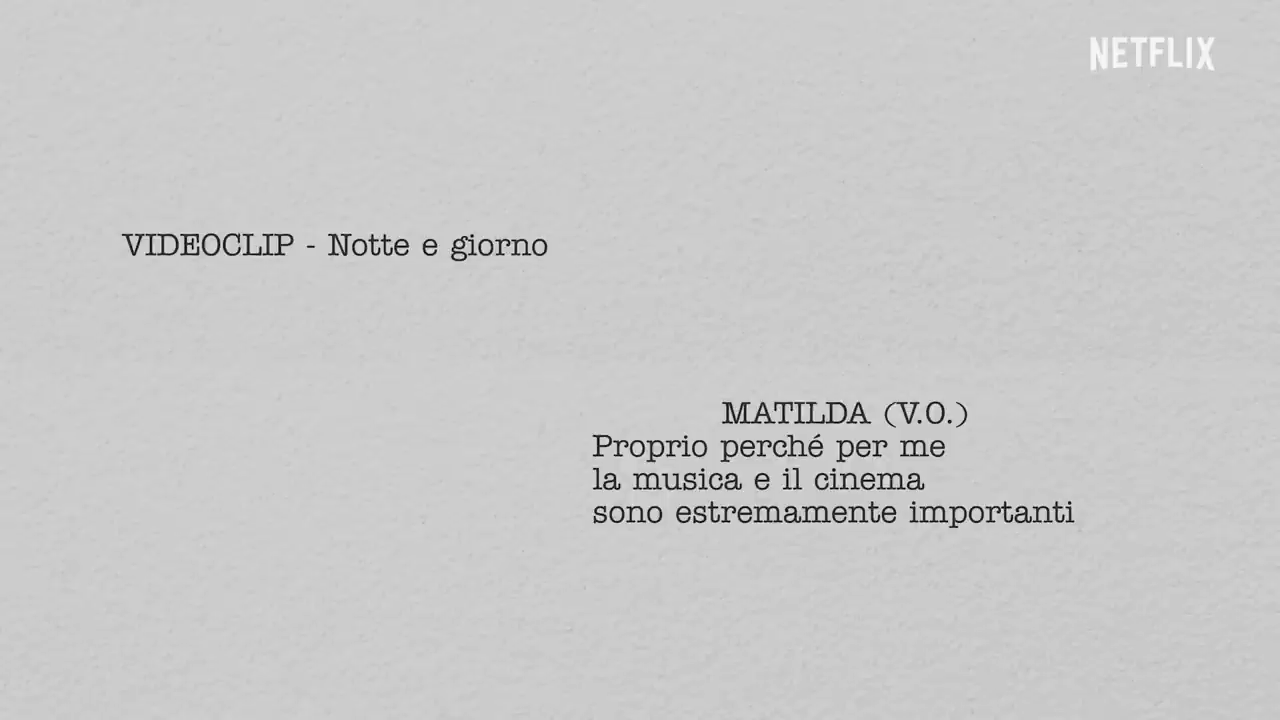 NETFLIX
VIDEOCLIP - Notte e giorno
MATILDA (V.O.)
Proprio perché per me
la musica e il cinema
sono estremamente importanti